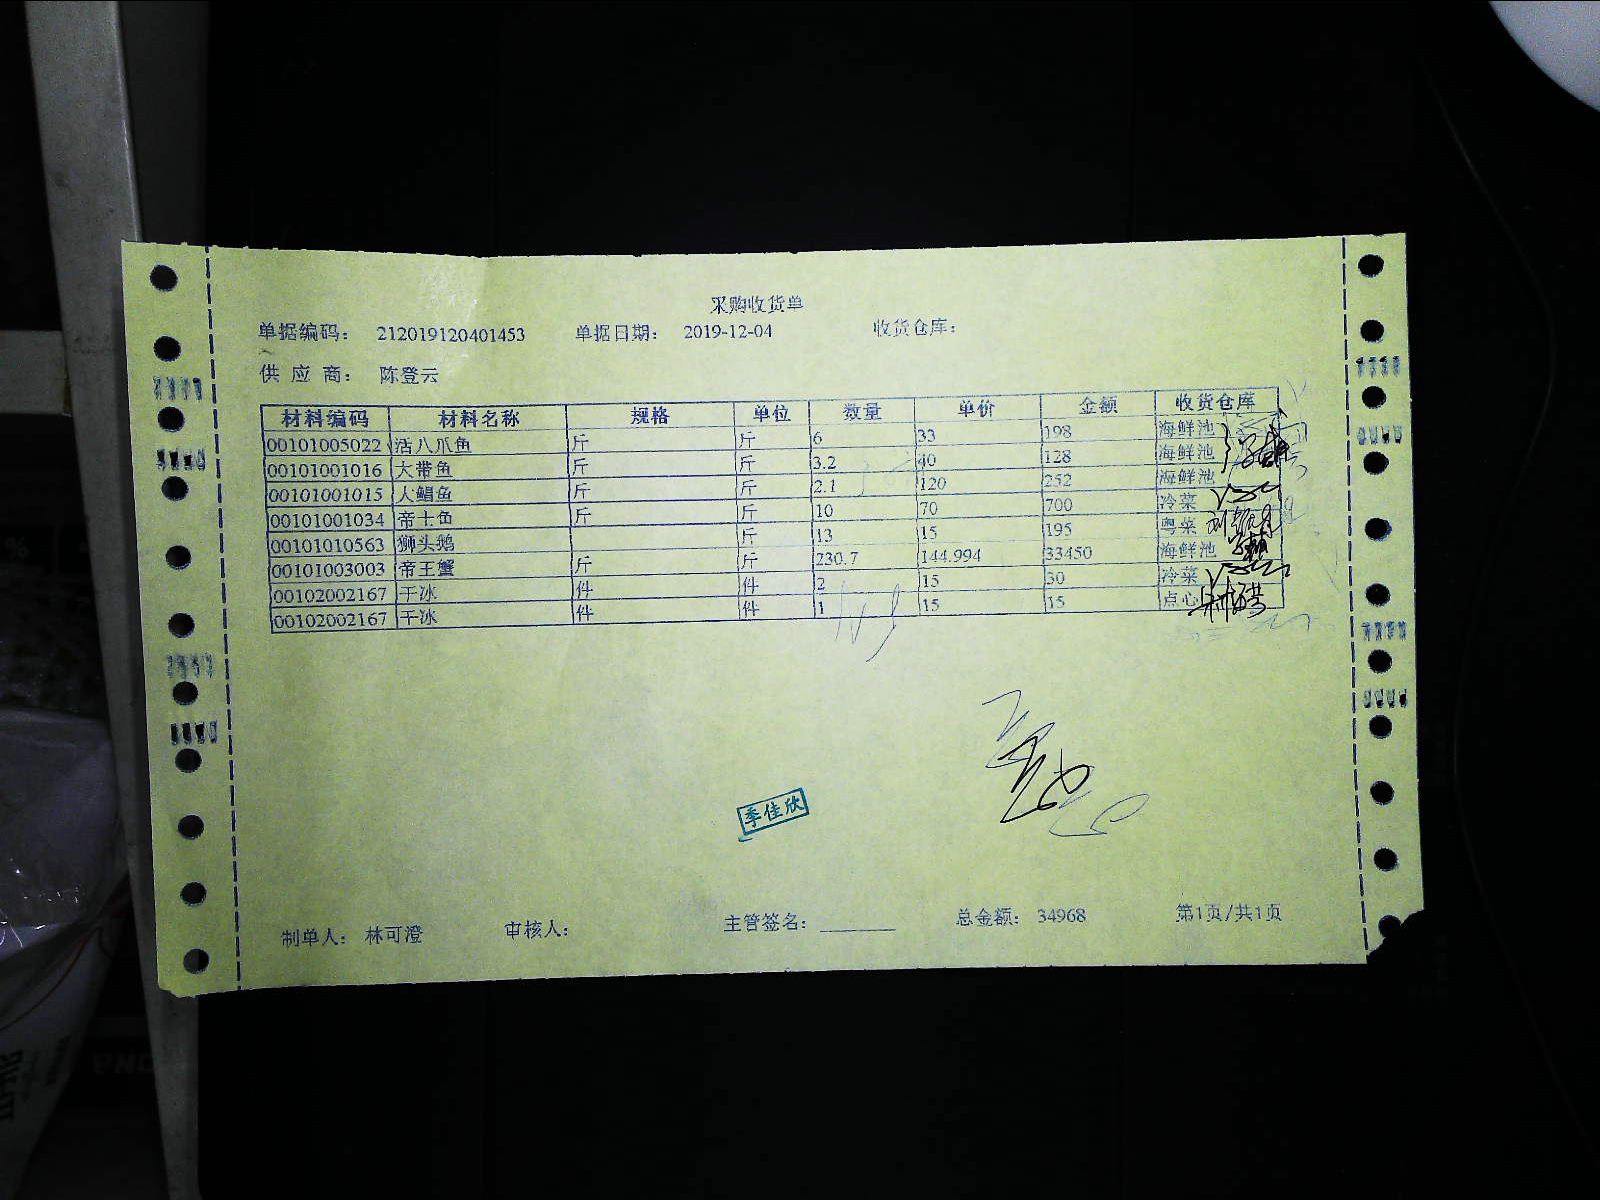 采购收货单
单据编码： 212019120401453 单据日期： 2019-12-04 收货仓库：
供 应 商： 陈登云
材料编码 材料名称 规格 单位 数量 单价 金额 收货仓库
00101005022 活八爪鱼 斤 斤 6 33 198 海鲜池
00101001016 大带鱼 斤 斤 3.2 40 128 海鲜池
00101001015 大鲳鱼 斤 斤 2.1 120 252 海鲜池
00101001034 帝王鱼 斤 斤 10 70 700 冷菜
00101010563 狮头鹅 斤 13 15 195 粤菜
00101003003 帝王蟹 斤 斤 230.7 144.994 33450 海鲜池
00102002167 干冰 件 件 2 15 30 冷菜
00102002167 干冰 件 件 1 15 15 点心
季佳欣
制单人： 林可澄 审核人： 主管签名： 总金额： 34968 第1页/共1页